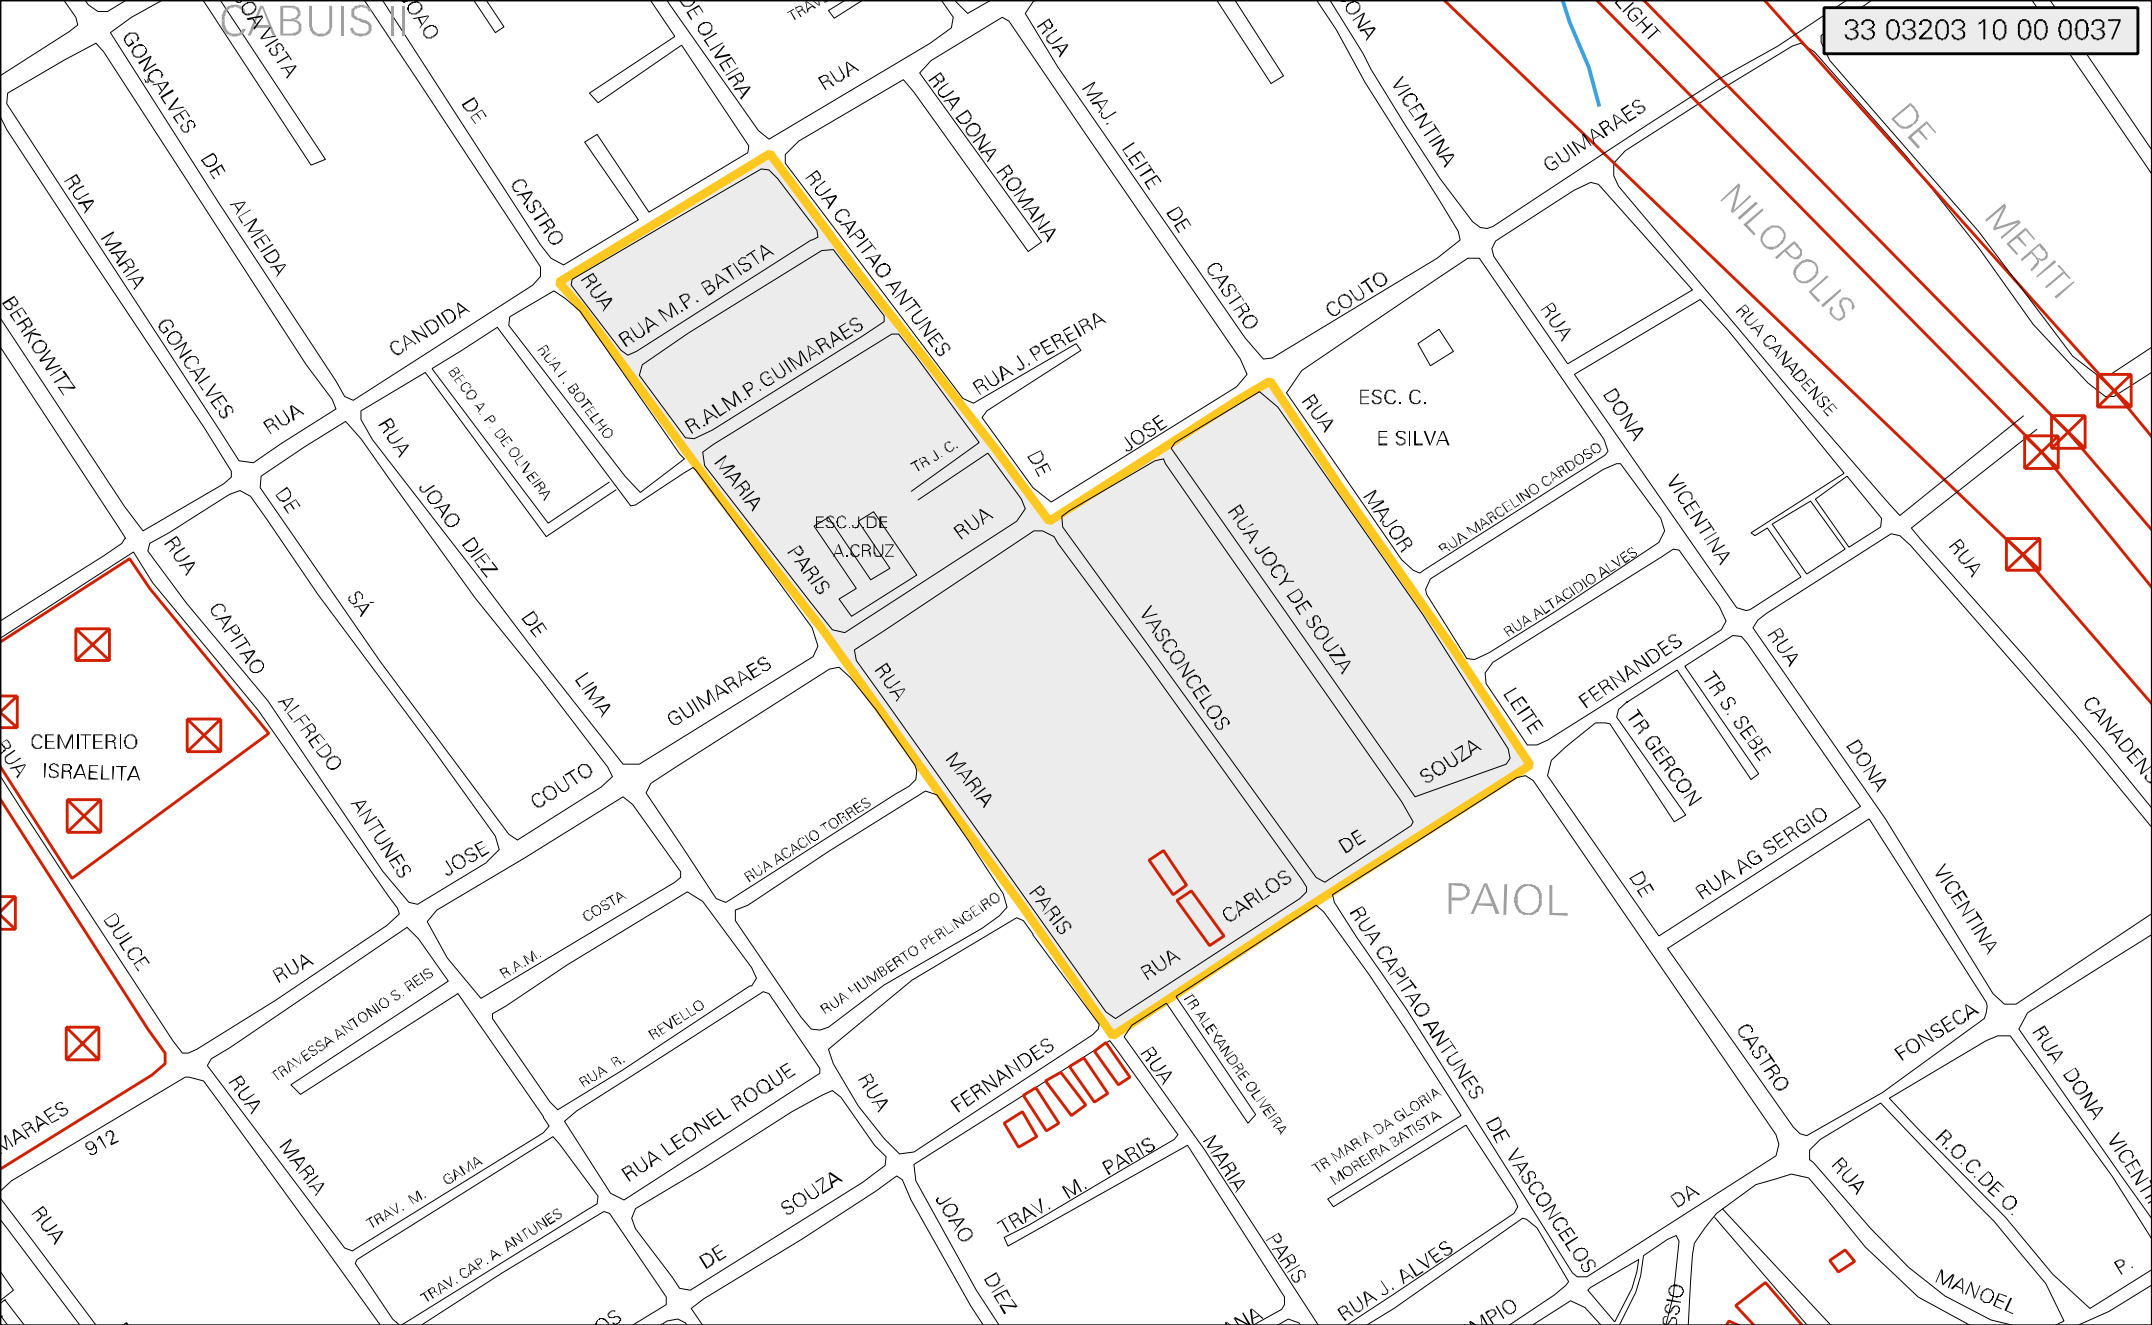 33 03203 10 00 0037
CABUIS II
JOAO
DE OLIVEIRA
RUA
RUA
LIGHT
VICENTINA
GUIMARAES
DE
MERITI
NILOPOLIS
GONÇALVES
DE
ALMEIDA
DE
CASTRO
RUA DONA ROMANA
MAJ.
LEITE
DE
CASTRO
RUA
MARIA
GONCALVES
BERKOWITZ
RUA
CANDIDA
RUA CAPITAO ANTUNES
RUA
RUA M.P. BATISTA
R.ALM.P.GUIMARAES
RUA J. PEREIRA
COUTO
JOSE
DE
RUA
DONA
VICENTINA
RUA CANADENSE
ESC. C.
E SILVA
RUA I. BOTELHO
BECO A. P. DE OLIVEIRA
RUA
JOAO
DIEZ
DE
LIMA
MARIA
PARIS
TR J. C.
ESC.J.DE
A.CRUZ
RUA
RUA
MAJOR
LEITE
RUA MARCELINO CARDOSO
RUA ALTACIDIO ALVES
RUA JOCY DE SOUZA
VASCONCELOS
DE
SÁ
RUA
CAPITAO
ALFREDO
ANTUNES
CEMITERIO
ISRAELITA
RUA
DULCE
GUIMARAES
COUTO
JOSE
RUA
RUA
MARIA
PARIS
FERNANDES
SOUZA
DE
CARLOS
RUA
RUA
DONA
VICENTINA
RUA
CANADENS
TR S. SEBE
TR GERCON
RUA AG SERGIO
PAIOL
DE
CASTRO
FONSECA
DA
RUA ACACIO TORRES
RUA HUMBERTO PERLINGEIRO
R.A.M.
COSTA
RUA R.
REVELLO
RUA LEONEL ROQUE
TRAVESSA ANTONIO S. REIS
RUA
MARIA
TRAV. M.
GAMA
TRAV. CAP. A. ANTUNES
MARAES
912
RUA
RUA
FERNANDES
SOUZA
DE
JOAO
DIEZ
TRAV. M. PARIS
RUA
MARIA
PARIS
TR ALEXANDRE OLIVEIRA
RUA CAPITAO ANTUNES
DE VASCONCELOS
TR MARIA DA GLORIA
MOREIRA BATISTA
RUA J. ALVES
RUA DONA
VICENTI
R.O.C.DE O.
RUA
MANOEL
P.